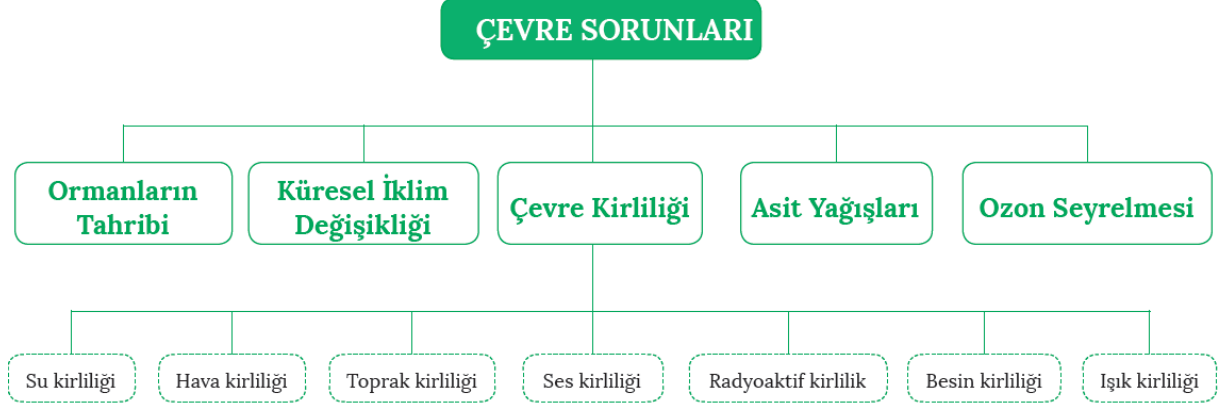 ÇEVRE SORUNLARI
Ormanların
Tahribi
Küresel İklim
Değişikliği
Çevre Kirliliği
Asit Yağışları
Ozon Seyrelmesi
Su kirliliği
Hava kirliliği
Toprak kirliliği
Ses kirliliği
Radyoaktif kirlilik
Besin kirliliği
Işık kirliliği